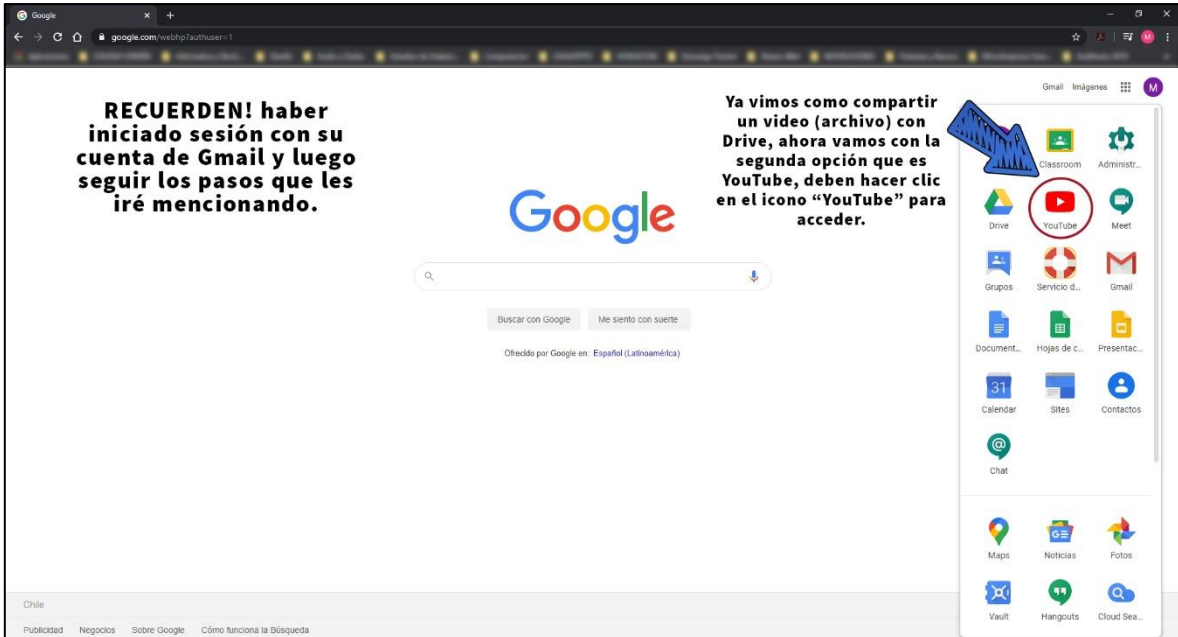 Google
google.com/webhp?authuser=1
M
Gmail Imágenes
M
RECUERDEN! haber
iniciado sesión con su
cuenta de Gmail y luego
seguir los pasos que les
iré mencionando.
Ya vimos como compartir
un video (archivo) con
Drive, ahora vamos con la
segunda opción que es
YouTube, deben hacer clic
en el icono “YouTube” para
acceder.
Google
Buscar con Google
Me siento con suerte
Ofrecido por Google en: Español (Latinoamérica)
Classroom Administr...
Drive YouTube Meet
Grupos Servicio d... Gmail
Document... Hojas de c... Presentac...
31
Calendar Sites Contactos
@
Chat
GE
Maps Noticias Fotos
Vault Hangouts Cloud Sea...
Chile
Publicidad Negocios Sobre Google Cómo funciona la Búsqueda